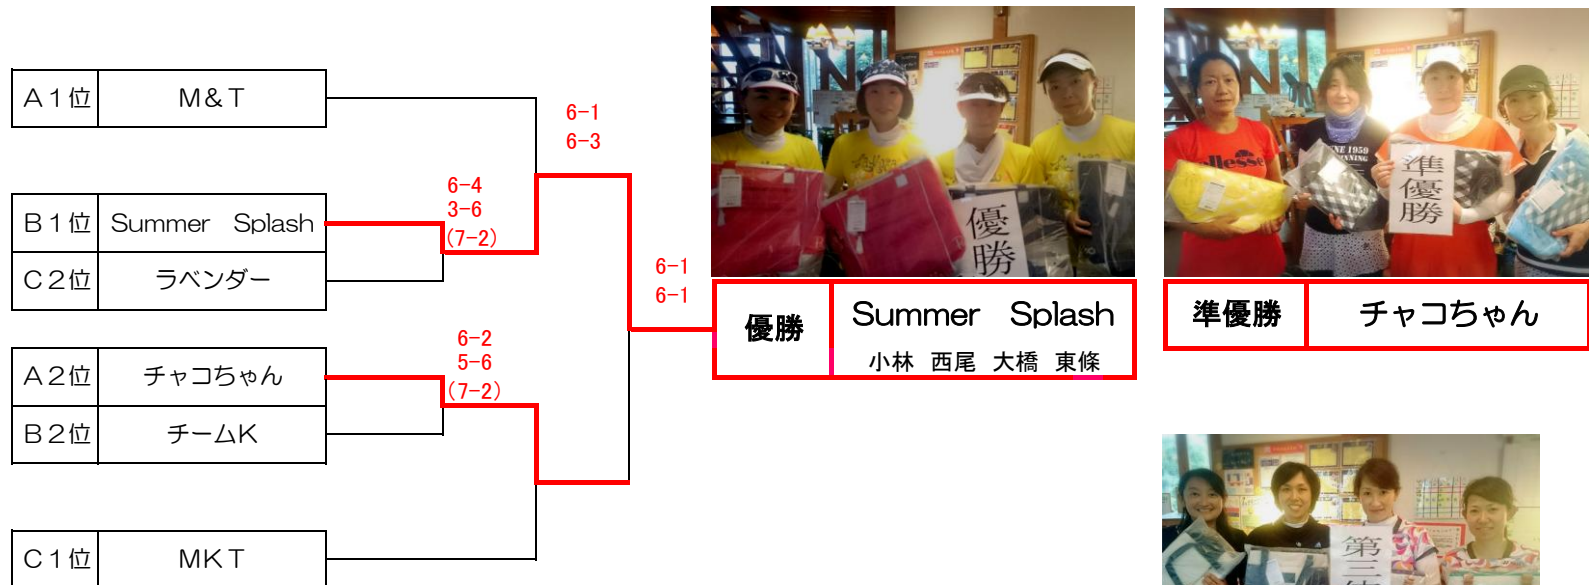 A1位 M&T
6-1
6-3
B1位 Summer Splash
C2位 ラベンダー
6-4
3-6
(7-2)
A2位 チャコちゃん
B2位 チームK
6-2
5-6
(7-2)
C1位 MKT
6-1
6-1
優勝
優勝 Summer Splash
小林 西尾 大橋 東條
ellesse
準優勝
準優勝 チャコちゃん
第三